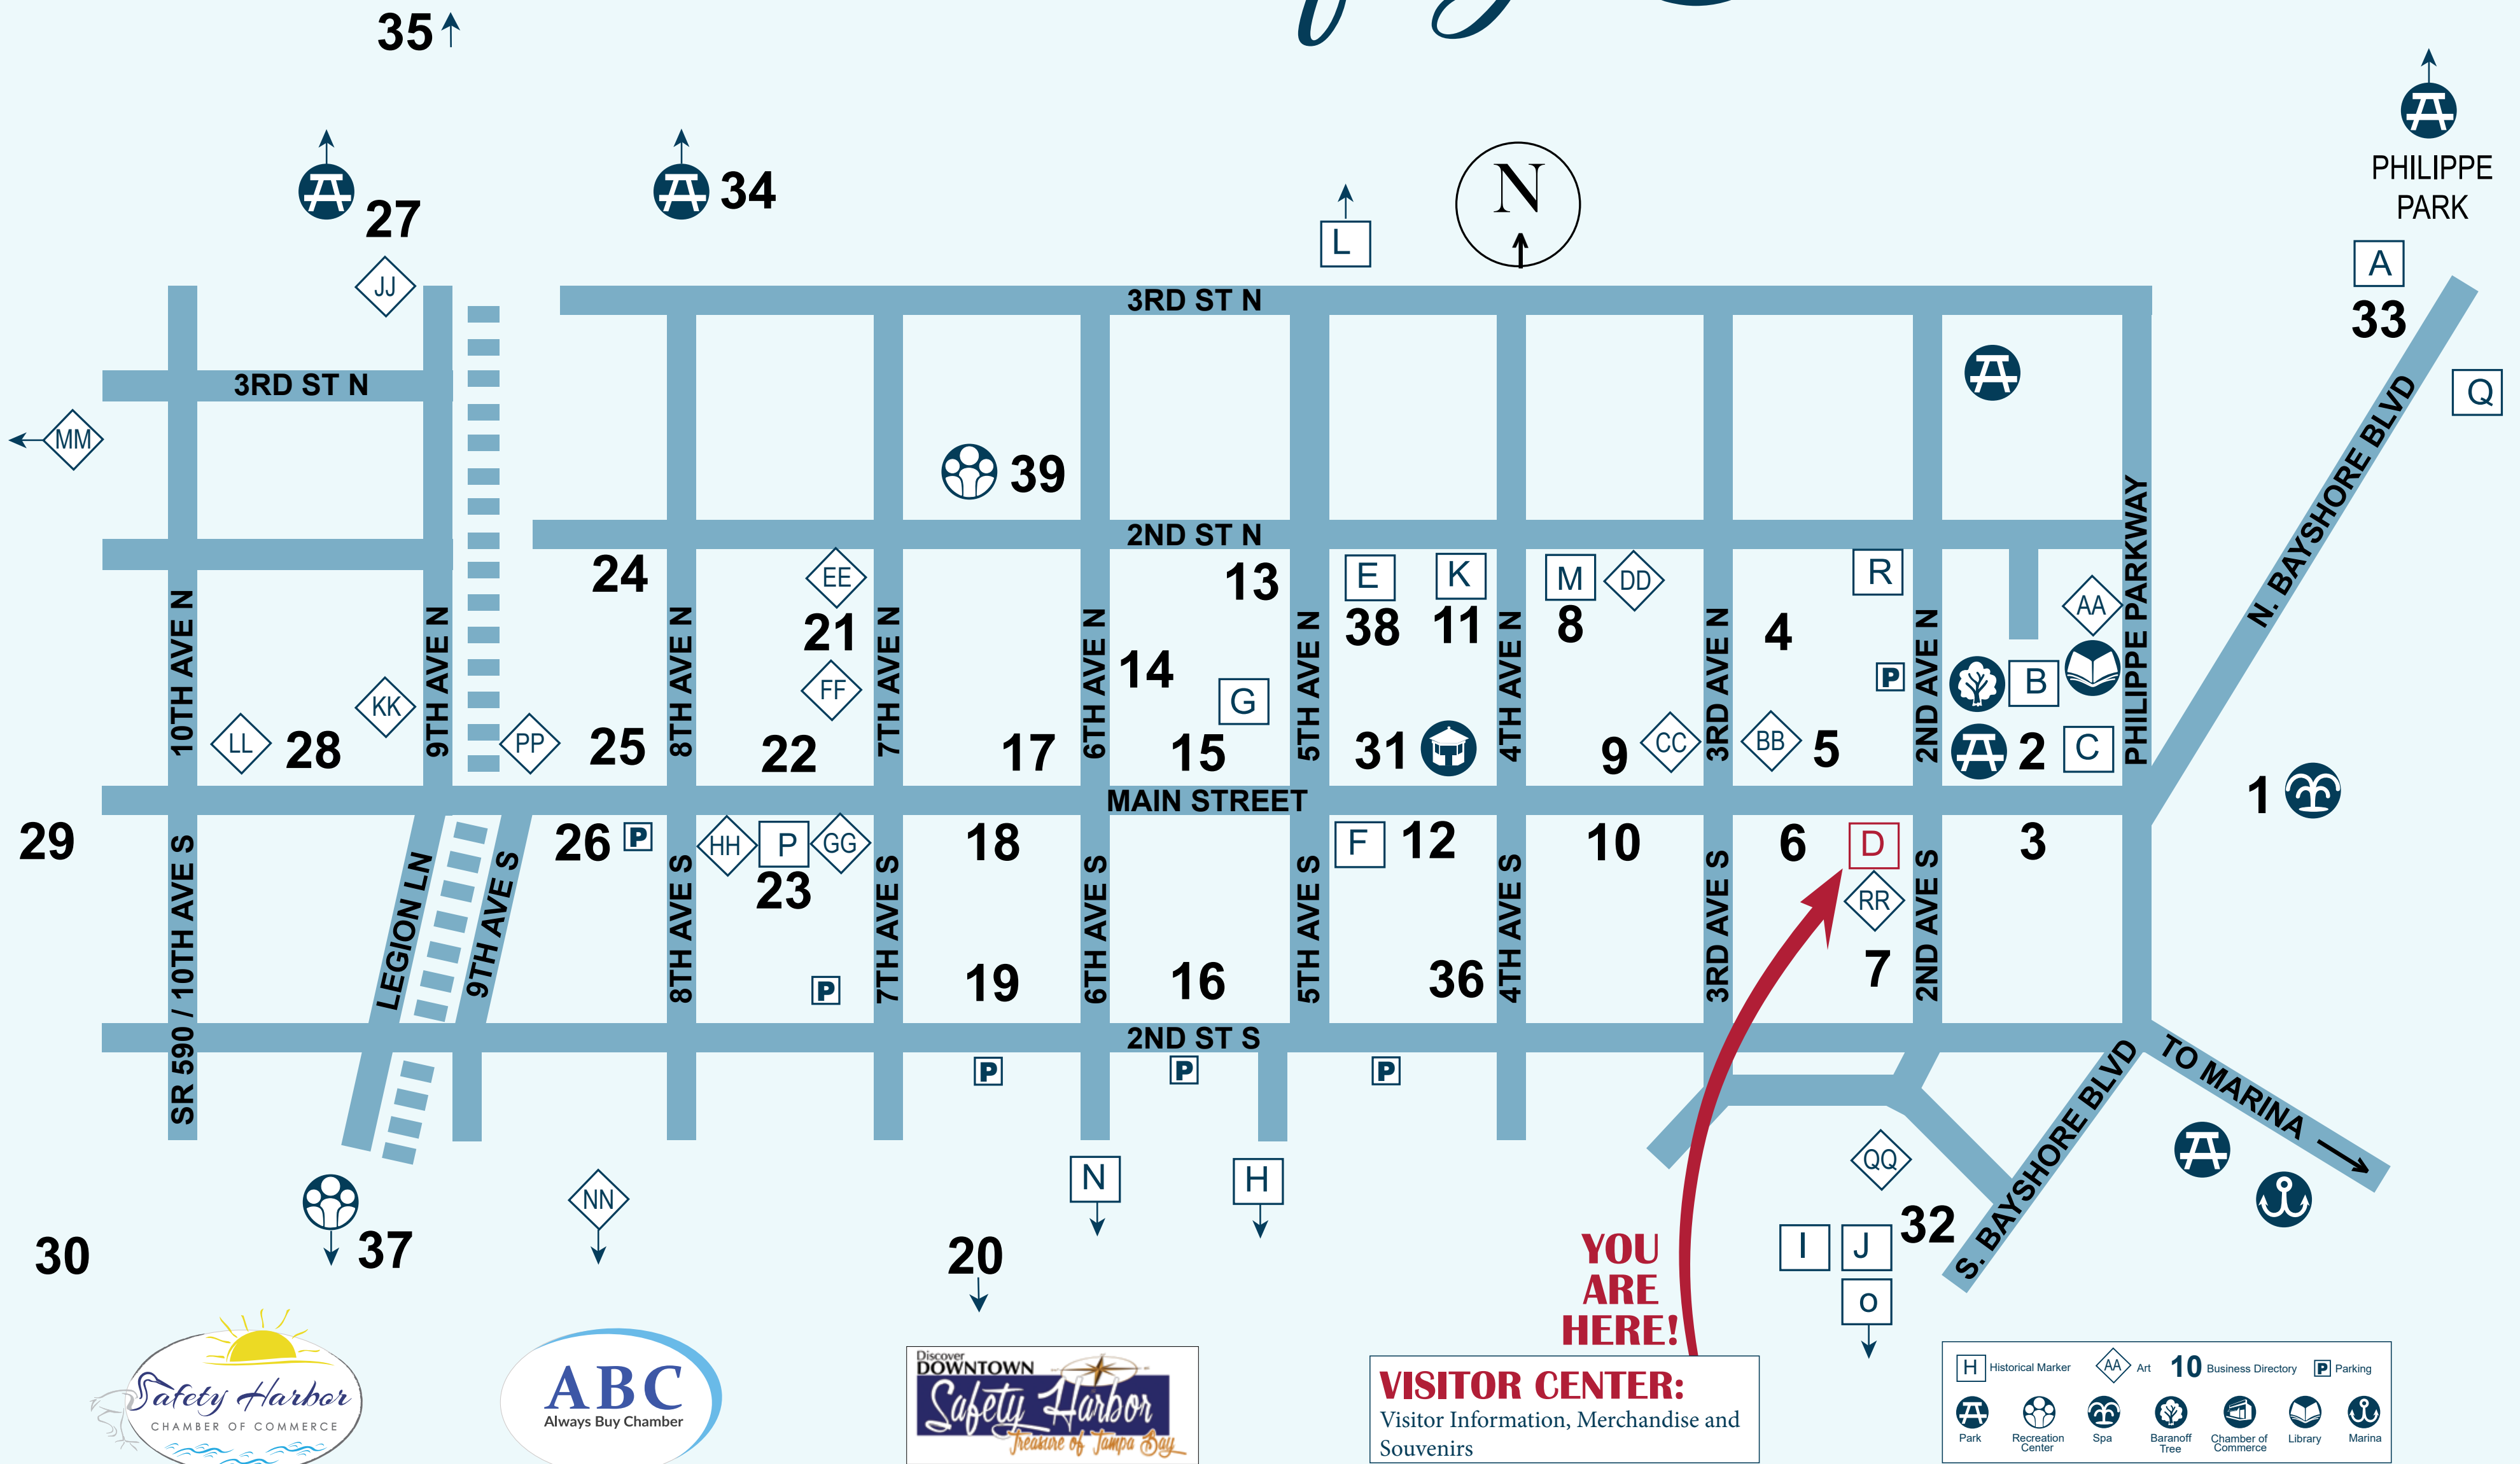 35
PHILIPPE
PARK
27
34
L
N
A
33
JJ
3RD ST N
3RD ST N
Q
MM
39
N. BAYSHORE BLVD
PHILIPPE PARKWAY
2ND ST N
24
EE
13
E
K
M
DD
R
AA
21
38
11
8
4
10TH AVE N
9TH AVE N
8TH AVE N
7TH AVE N
6TH AVE N
5TH AVE N
4TH AVE N
3RD AVE N
2ND AVE N
14
P
B
KK
FF
G
LL
28
PP
25
22
17
15
31
9
CC
BB
5
2
C
1
MAIN STREET
29
26
P
HH
P
GG
18
F
12
10
6
D
3
23
RR
SR 590 / 10TH AVE S
LEGION LN
9TH AVE S
8TH AVE S
7TH AVE S
6TH AVE S
5TH AVE S
4TH AVE S
3RD AVE S
2ND AVE S
P
19
16
36
7
2ND ST S
P
P
P
TO MARINA
S. BAYSHORE BLVD
QQ
N
H
NN
30
37
20
I
J
32
O
YOU
ARE
HERE!
VISITOR CENTER:
Visitor Information, Merchandise and
Souvenirs
Safety Harbor
CHAMBER OF COMMERCE
ABC
Always Buy Chamber
Discover
DOWNTOWN
Safety Harbor
Treasure of Tampa Bay
H Historical Marker
AA Art
10 Business Directory
P Parking
Park
Recreation
Center
Spa
Baranoff
Tree
Chamber of
Commerce
Library
Marina